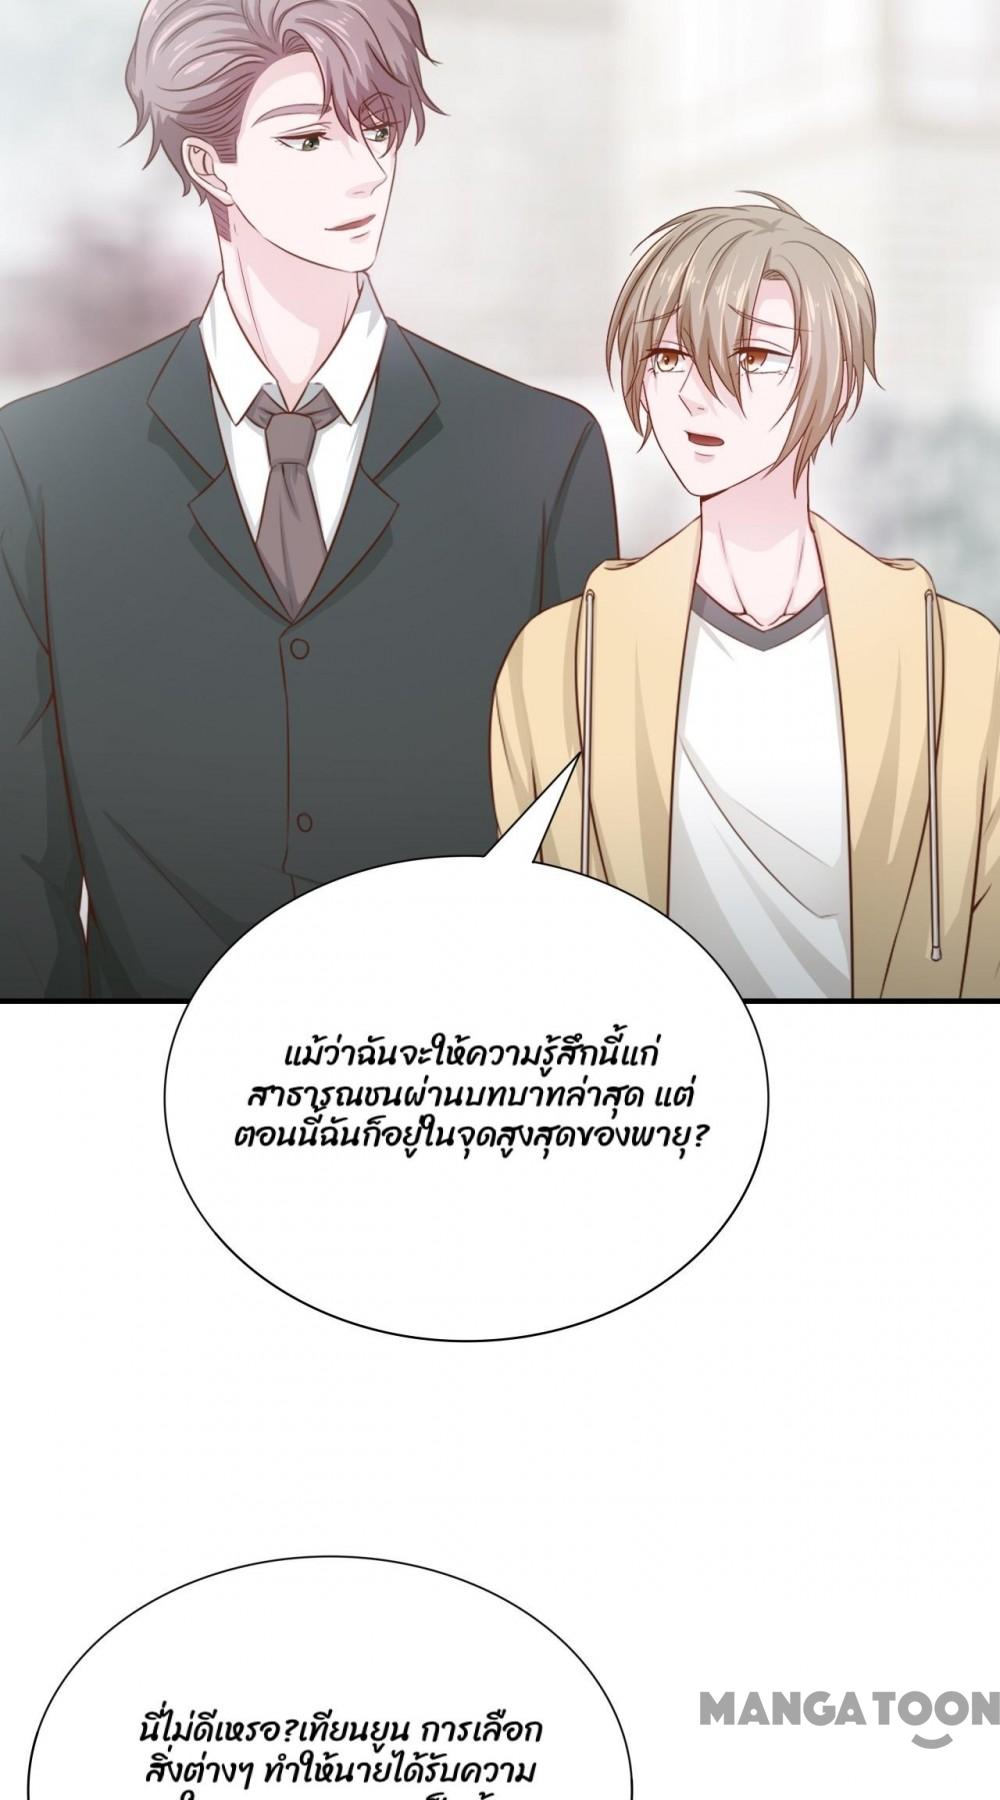 แม้ว่าฉันจะให้ความรู้สึกนี้แก่
สาธารณชนผ่านบทบาทล่าสุด แต่
ตอนนี้ฉันก็อยู่ในจุดสูงสุดของพายุ?
นี่ไม่ดีเหรอ?เทียนยูน การเลือก
สิ่งต่างๆ ทำให้นายได้รับความ
MANGATOON